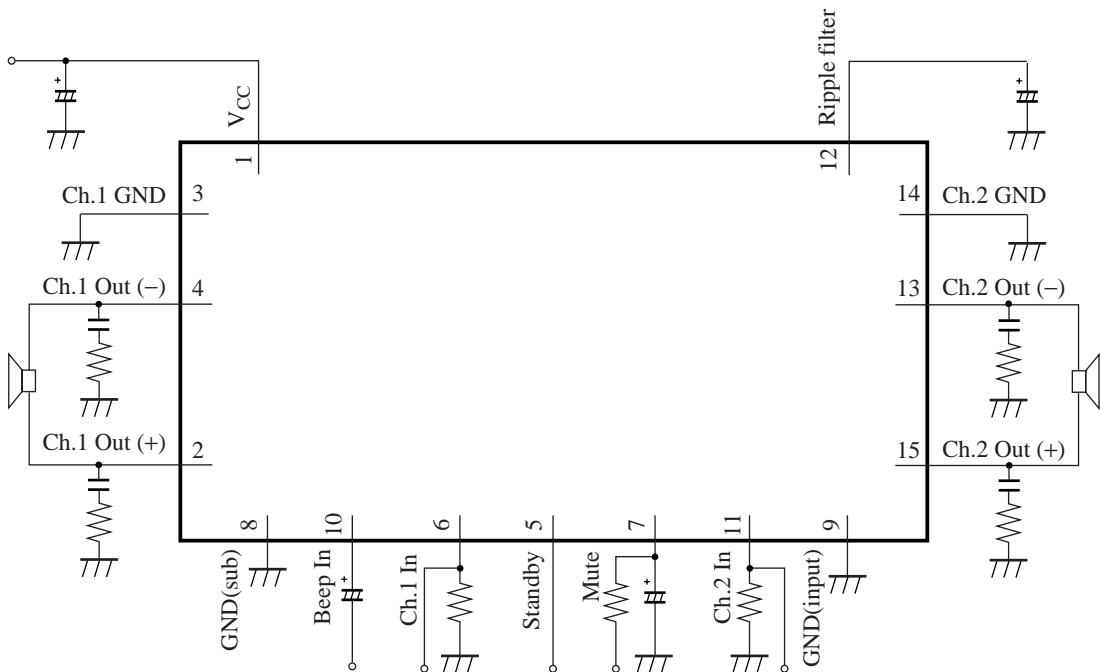 V_CC
Ripple filter
+
+
1
12
Ch.1 GND
3
14
Ch.2 GND
Ch.1 Out (−)
4
13
Ch.2 Out (−)
Ch.1 Out (+)
2
15
Ch.2 Out (+)
8
10
6
5
7
11
9
GND(sub)
Beep In
+
Ch.1 In
Standby
Mute
+
Ch.2 In
GND(input)